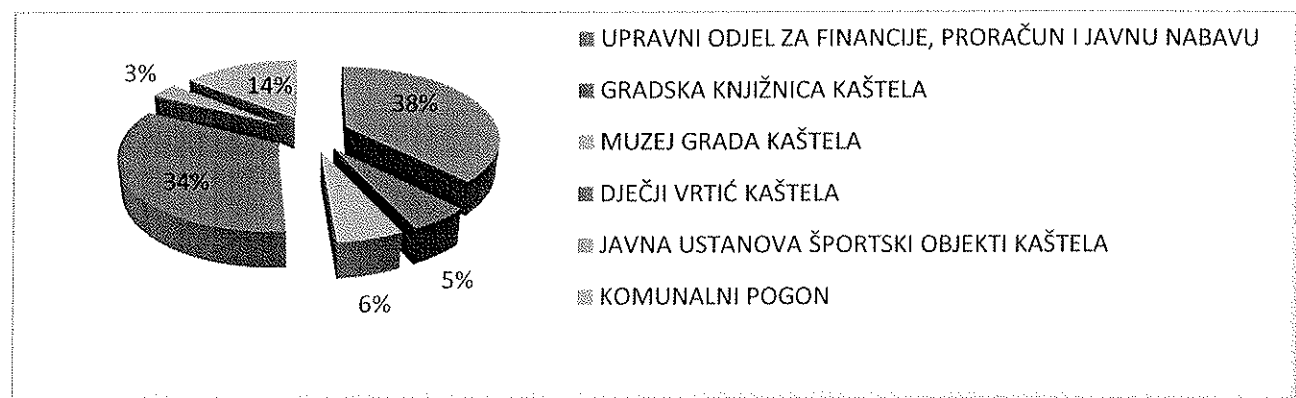 38%
5%
6%
34%
3%
14%
UPRAVNI ODJEL ZA FINANCIJE, PRORAČUN I JAVNU NABAVU
GRADSKA KNJIŽNICA KAŠTELA
MUZEJ GRADA KAŠTELA
DJEČJI VRTIĆ KAŠTELA
JAVNA USTANOVA ŠPORTSKI OBJEKTI KAŠTELA
KOMUNALNI POGON